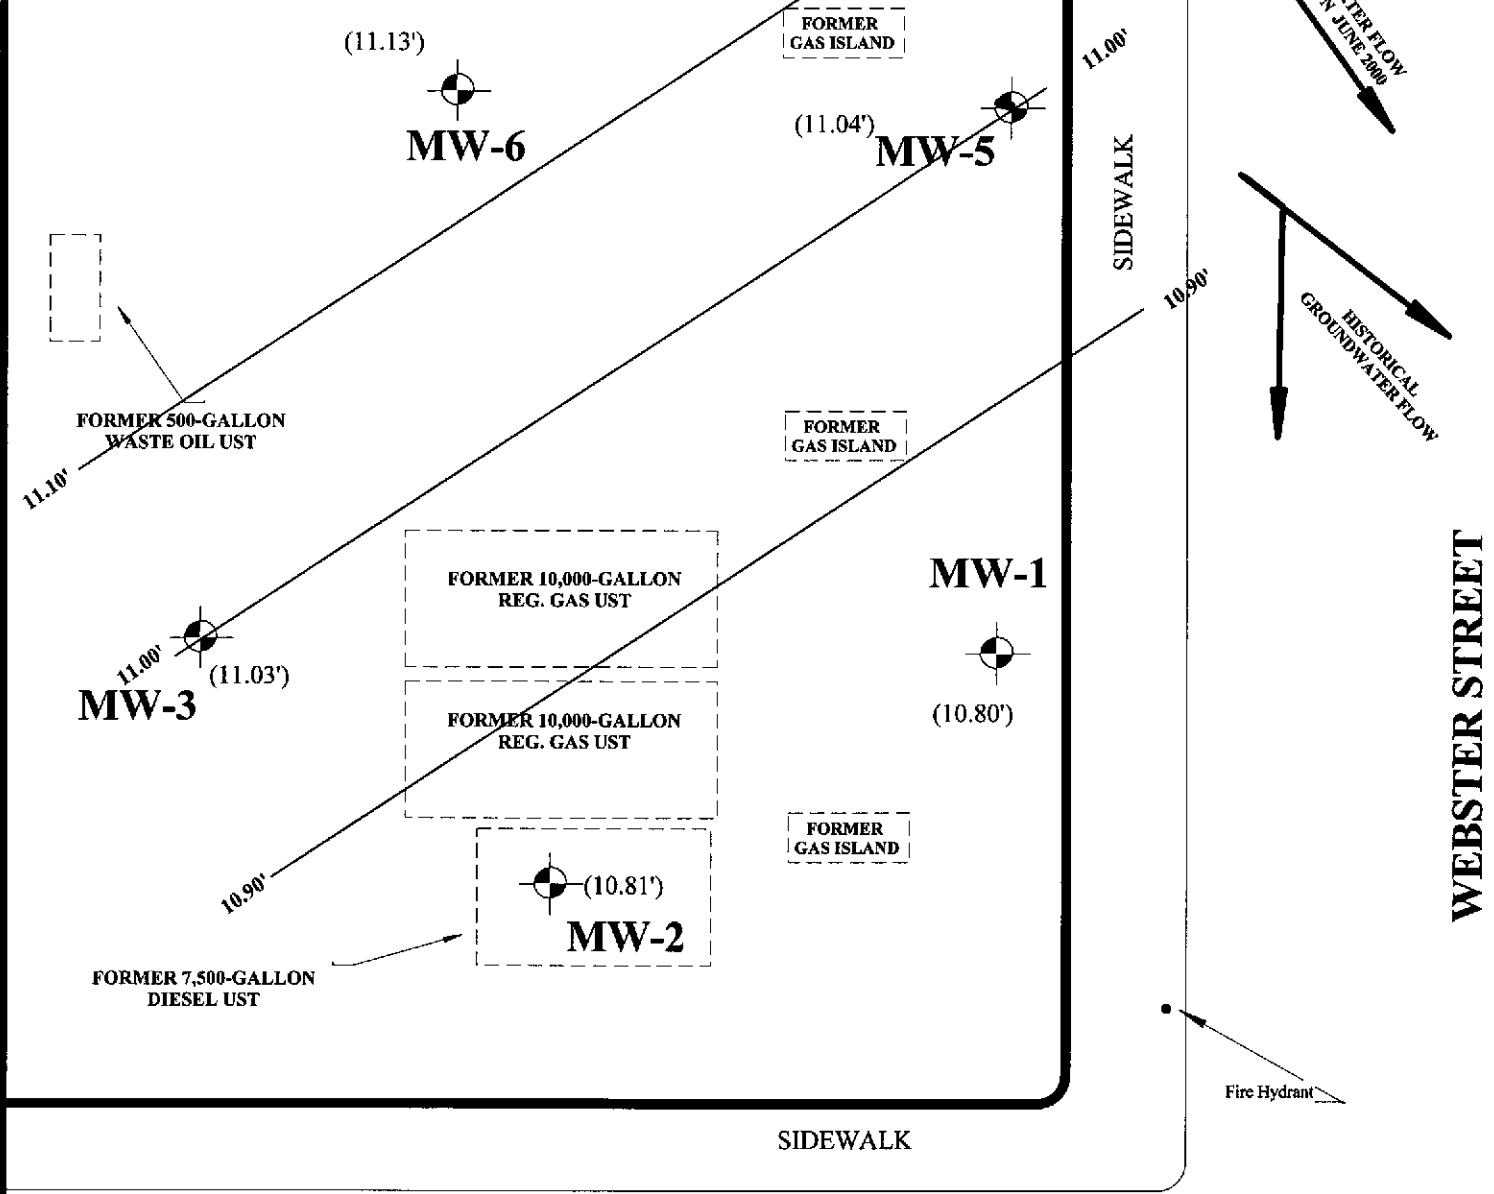 FORMER
GAS ISLAND
(11.13')
MW-6
11.00'
FLOW
JUNE 2000
(11.04')
MW-5
SIDEWALK
10.90'
HISTORICAL
GROUNDWATER FLOW
FORMER 500-GALLON
WASTE OIL UST
11.10'
FORMER
GAS ISLAND
FORMER 10,000-GALLON
REG. GAS UST
MW-1
(10.80')
11.00'
(11.03')
MW-3
FORMER 10,000-GALLON
REG. GAS UST
WEBSTER STREET
FORMER
GAS ISLAND
10.90'
(10.81')
MW-2
FORMER 7,500-GALLON
DIESEL UST
Fire Hydrant
SIDEWALK